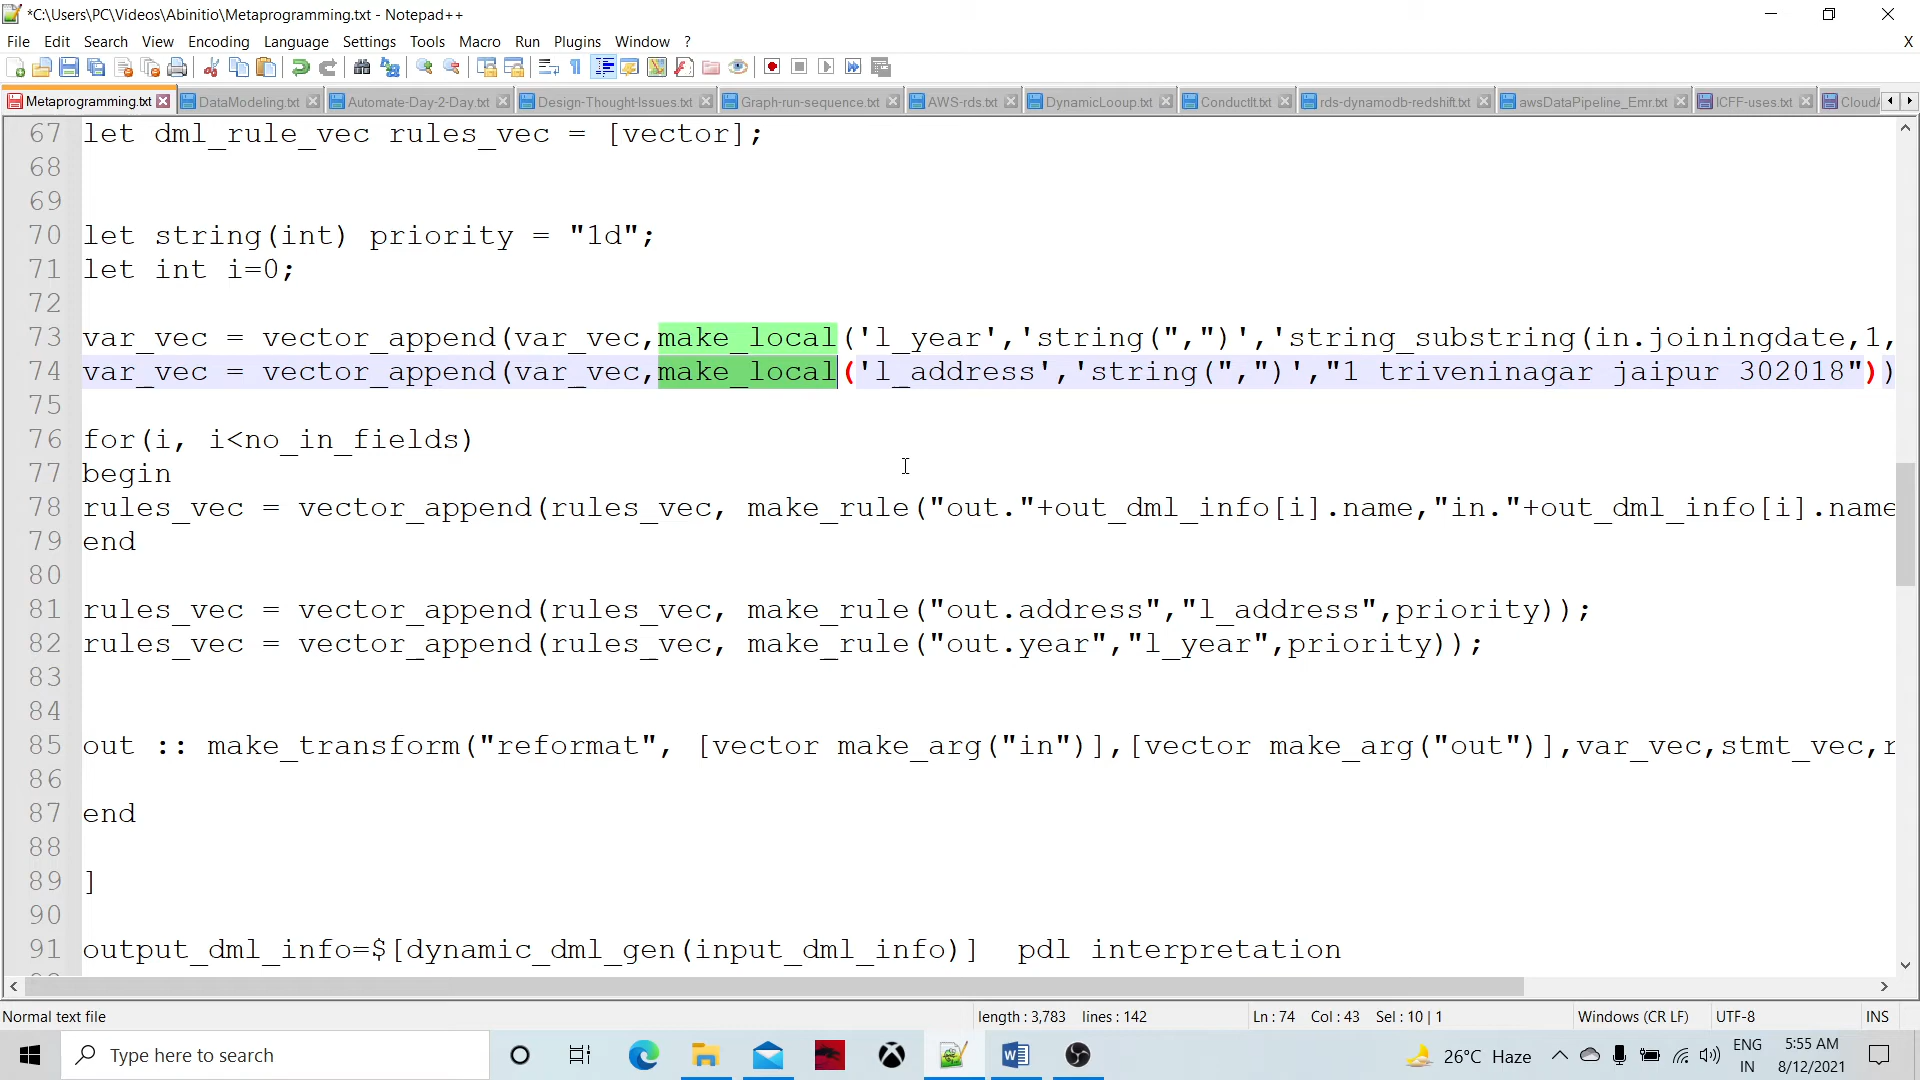 *C:\Users\PC\Videos\Abinitio\Metaprogramming.txt - Notepad++
File Edit Search View Encoding Language Settings Tools Macro Run Plugins Window ? X
Metaprogramming.txt DataModeling.txt Automate-Day-2-Day.txt Design-Thought-Issues.txt Graph-run-sequence.txt AWS-rds.txt DynamicLooup.txt ConductIt.txt rds-dynamodb-redshift.txt awsDataPipeline_Emr.txt ICFF-uses.txt
67 let dml_rule_vec rules_vec = [vector];
68
69
70 let string(int) priority = "1d";
71 let int i=0;
72
73 var_vec = vector_append(var_vec,make_local('l_year','string(",")','string_substring(in.joiningdate,1,
74 var_vec = vector_append(var_vec,make_local('l_address','string(",")',"1 triveninagar jaipur 302018"))
75
76 for(i, i<no_in_fields)
77 begin
78 rules_vec = vector_append(rules_vec, make_rule("out."+out_dml_info[i].name,"in."+out_dml_info[i].name
79 end
80
81 rules_vec = vector_append(rules_vec, make_rule("out.address","l_address",priority));
82 rules_vec = vector_append(rules_vec, make_rule("out.year","l_year",priority));
83
84
85 out :: make_transform("reformat", [vector make_arg("in")],[vector make_arg("out")],var_vec,stmt_vec,r
86
87 end
88
89 ]
90
91 output_dml_info=$[dynamic_dml_gen(input_dml_info)] pdl interpretation
Normal text file length : 3,783 lines : 142 Ln : 74 Col : 43 Sel : 10 | 1 Windows (CR LF) UTF-8 INS
Type here to search 26°C Haze ENG IN 5:55 AM 8/12/2021